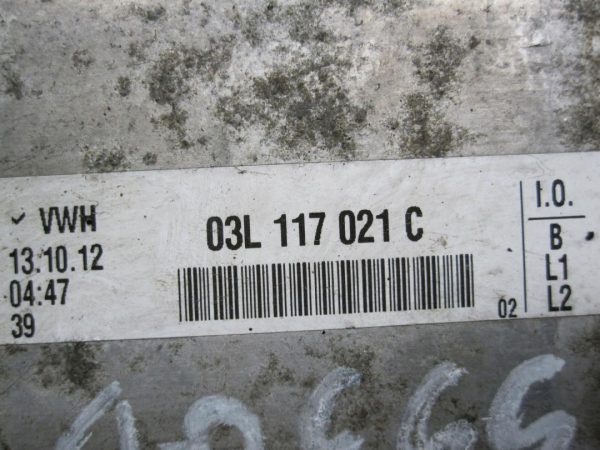 ✓ VWH
13.10.12
04:47
39
03L 117 021 C
02
I.O.
B
L1
L2